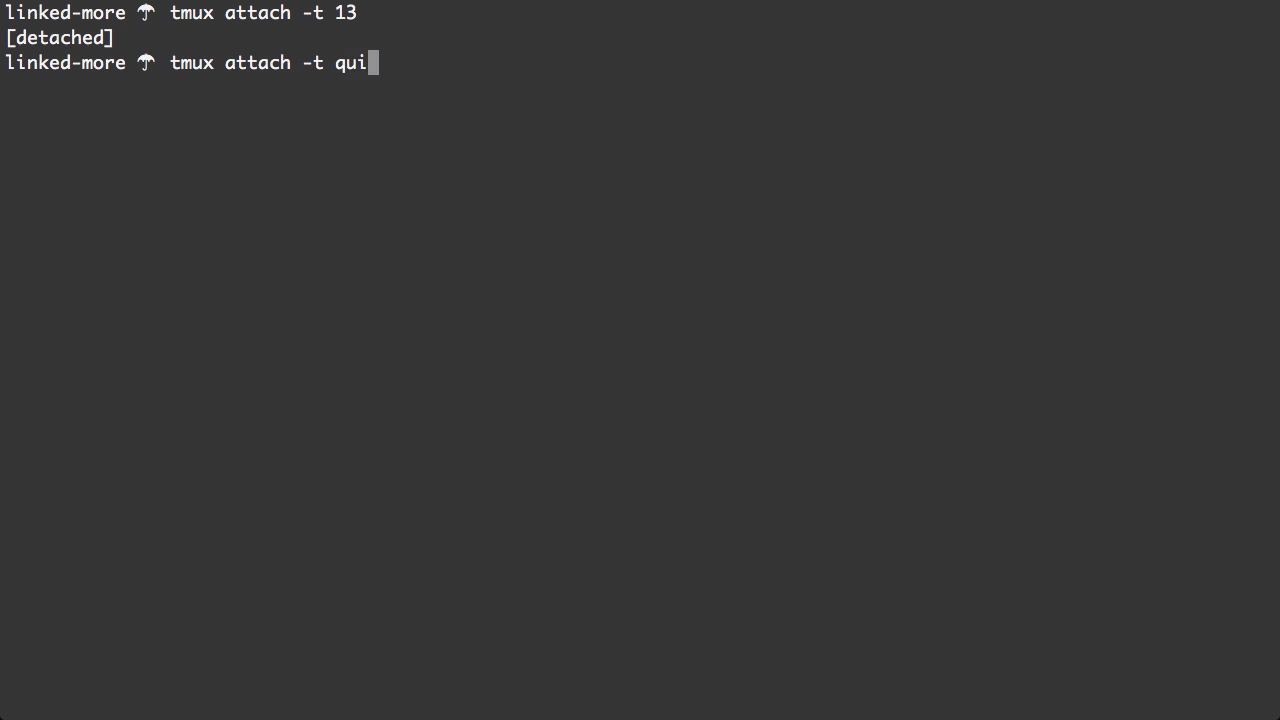 linked-more ☂ tmux attach -t 13
[detached]
linked-more ☂ tmux attach -t qui